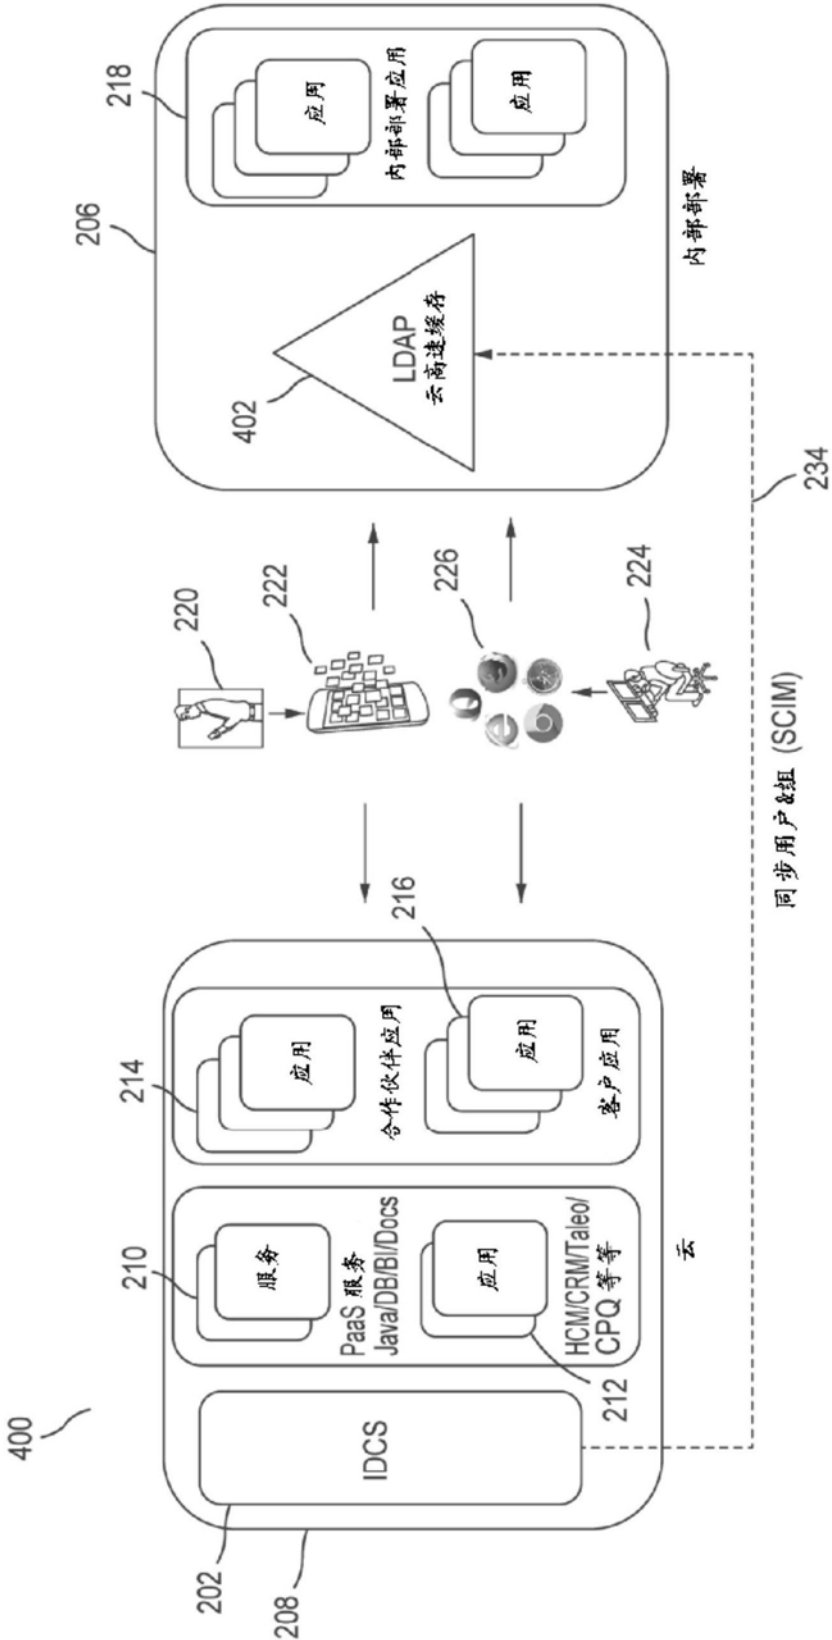 400
202
208
IDCS
210
服务
PaaS 服务
Java/DB/BI/Docs
应用
212
HCM/CRM/Taleo/
CPQ 等等
214
应用
合作伙伴应用
216
应用
客户应用
云
220
222
226
224
206
402
LDAP
云高速缓存
218
应用
内部部署应用
应用
内部部署
234
同步用户&组 (SCIM)